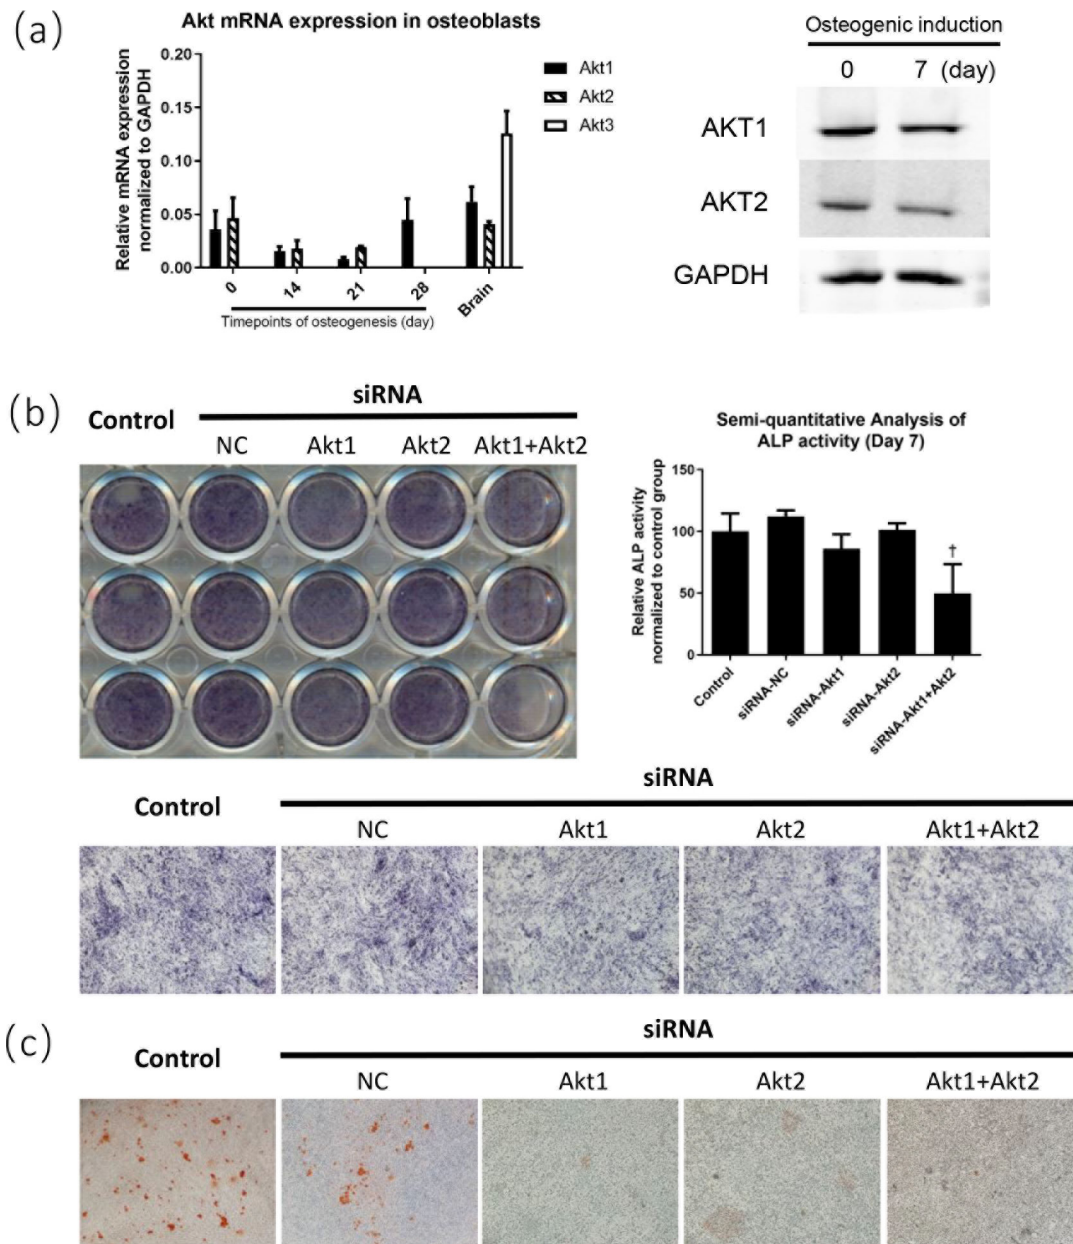 (a)
Akt mRNA expression in osteoblasts
Relative mRNA expression
normalized to GAPDH
0.20
0.15
0.10
0.05
0.00
0
14
21
28
Brain
Timepoints of osteogenesis (day)
Akt1
Akt2
Akt3
Osteogenic induction
0 7 (day)
AKT1
AKT2
GAPDH
(b)
siRNA
Control
NC Akt1 Akt2 Akt1+Akt2
Semi-quantitative Analysis of
ALP activity (Day 7)
Relative ALP activity
normalized to control group
150
100
50
0
†
Control
siRNA-NC
siRNA-Akt1
siRNA-Akt2
siRNA-Akt1+Akt2
siRNA
Control
NC Akt1 Akt2 Akt1+Akt2
(c)
siRNA
Control
NC Akt1 Akt2 Akt1+Akt2